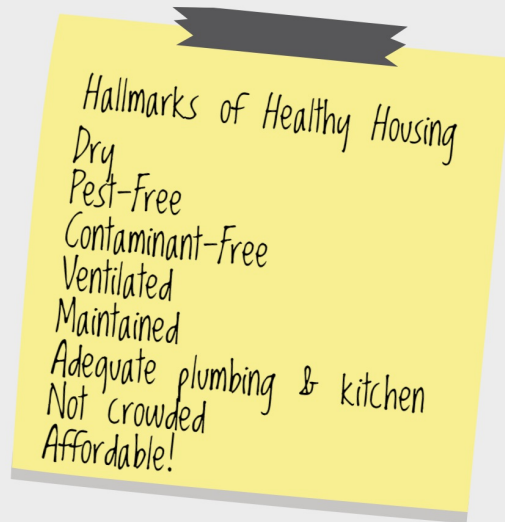 Hallmarks of Healthy Housing
Dry
Pest-Free
Contaminant-Free
Ventilated
Maintained
Adequate plumbing & kitchen
Not crowded
Affordable!